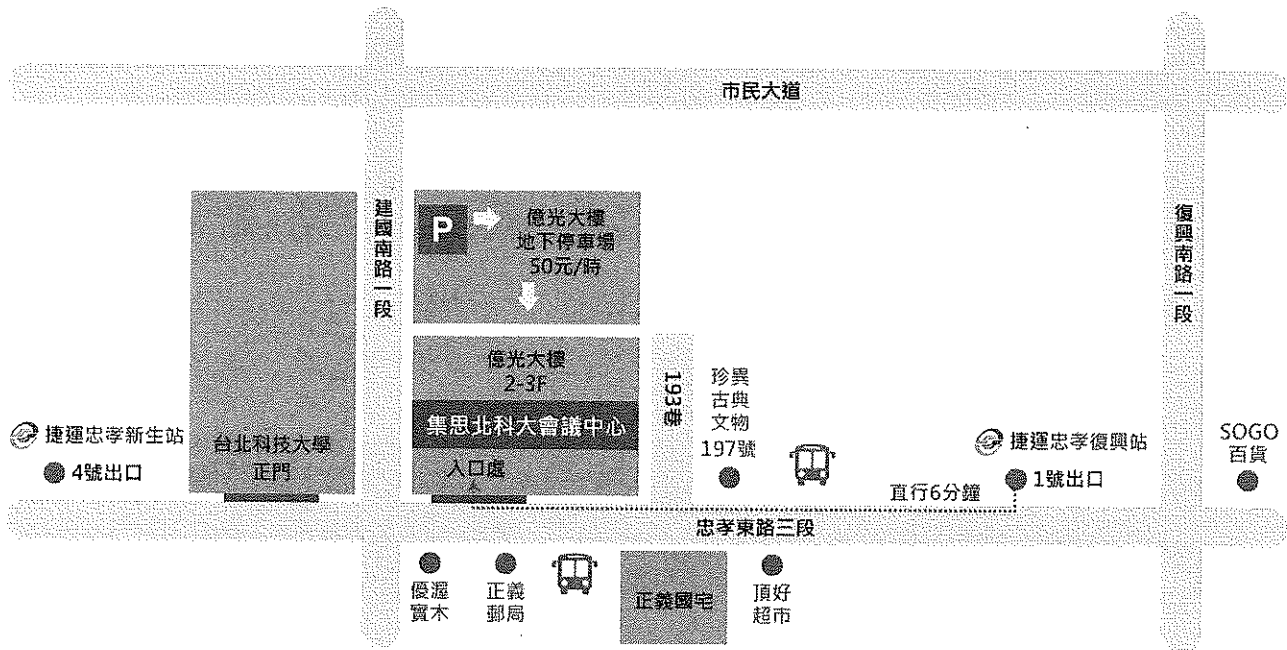 市民大道
建國南路一段
復興南路一段
P
億光大樓
地下停車場
50元/時
億光大樓
2-3F
集思北科大會議中心
入口處
193巷
珍異
古典
文物
197號
捷運忠孝新生站
4號出口
台北科技大學
正門
捷運忠孝復興站
1號出口
直行6分鐘
SOGO
百貨
忠孝東路三段
優渥
實木
正義
郵局
正義國宅
頂好
超市